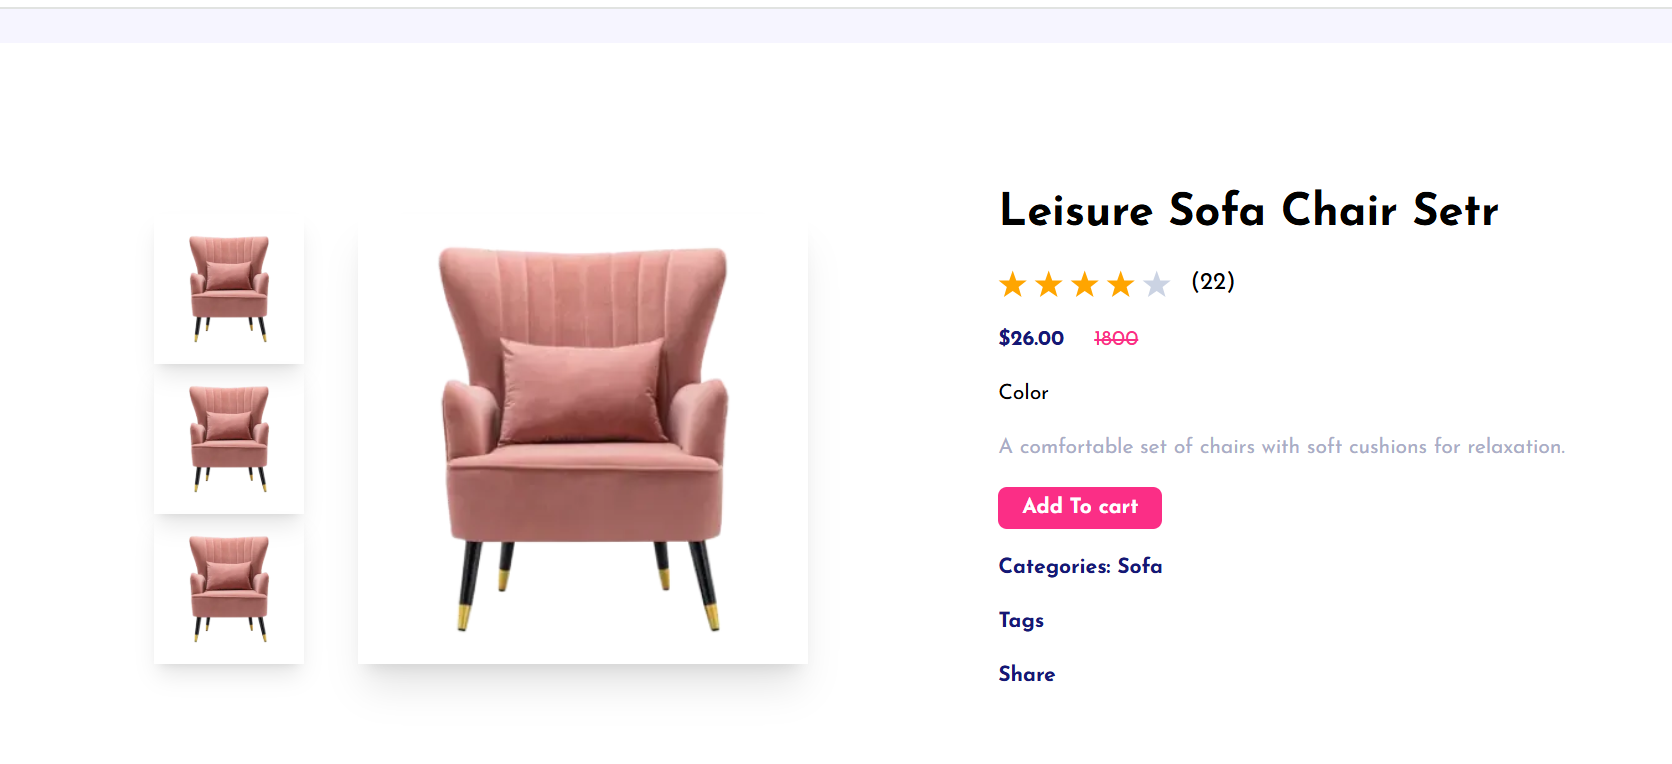 Leisure Sofa Chair Setr
(22)
$26.00 1800
Color
A comfortable set of chairs with soft cushions for relaxation.
Add To cart
Categories: Sofa
Tags
Share